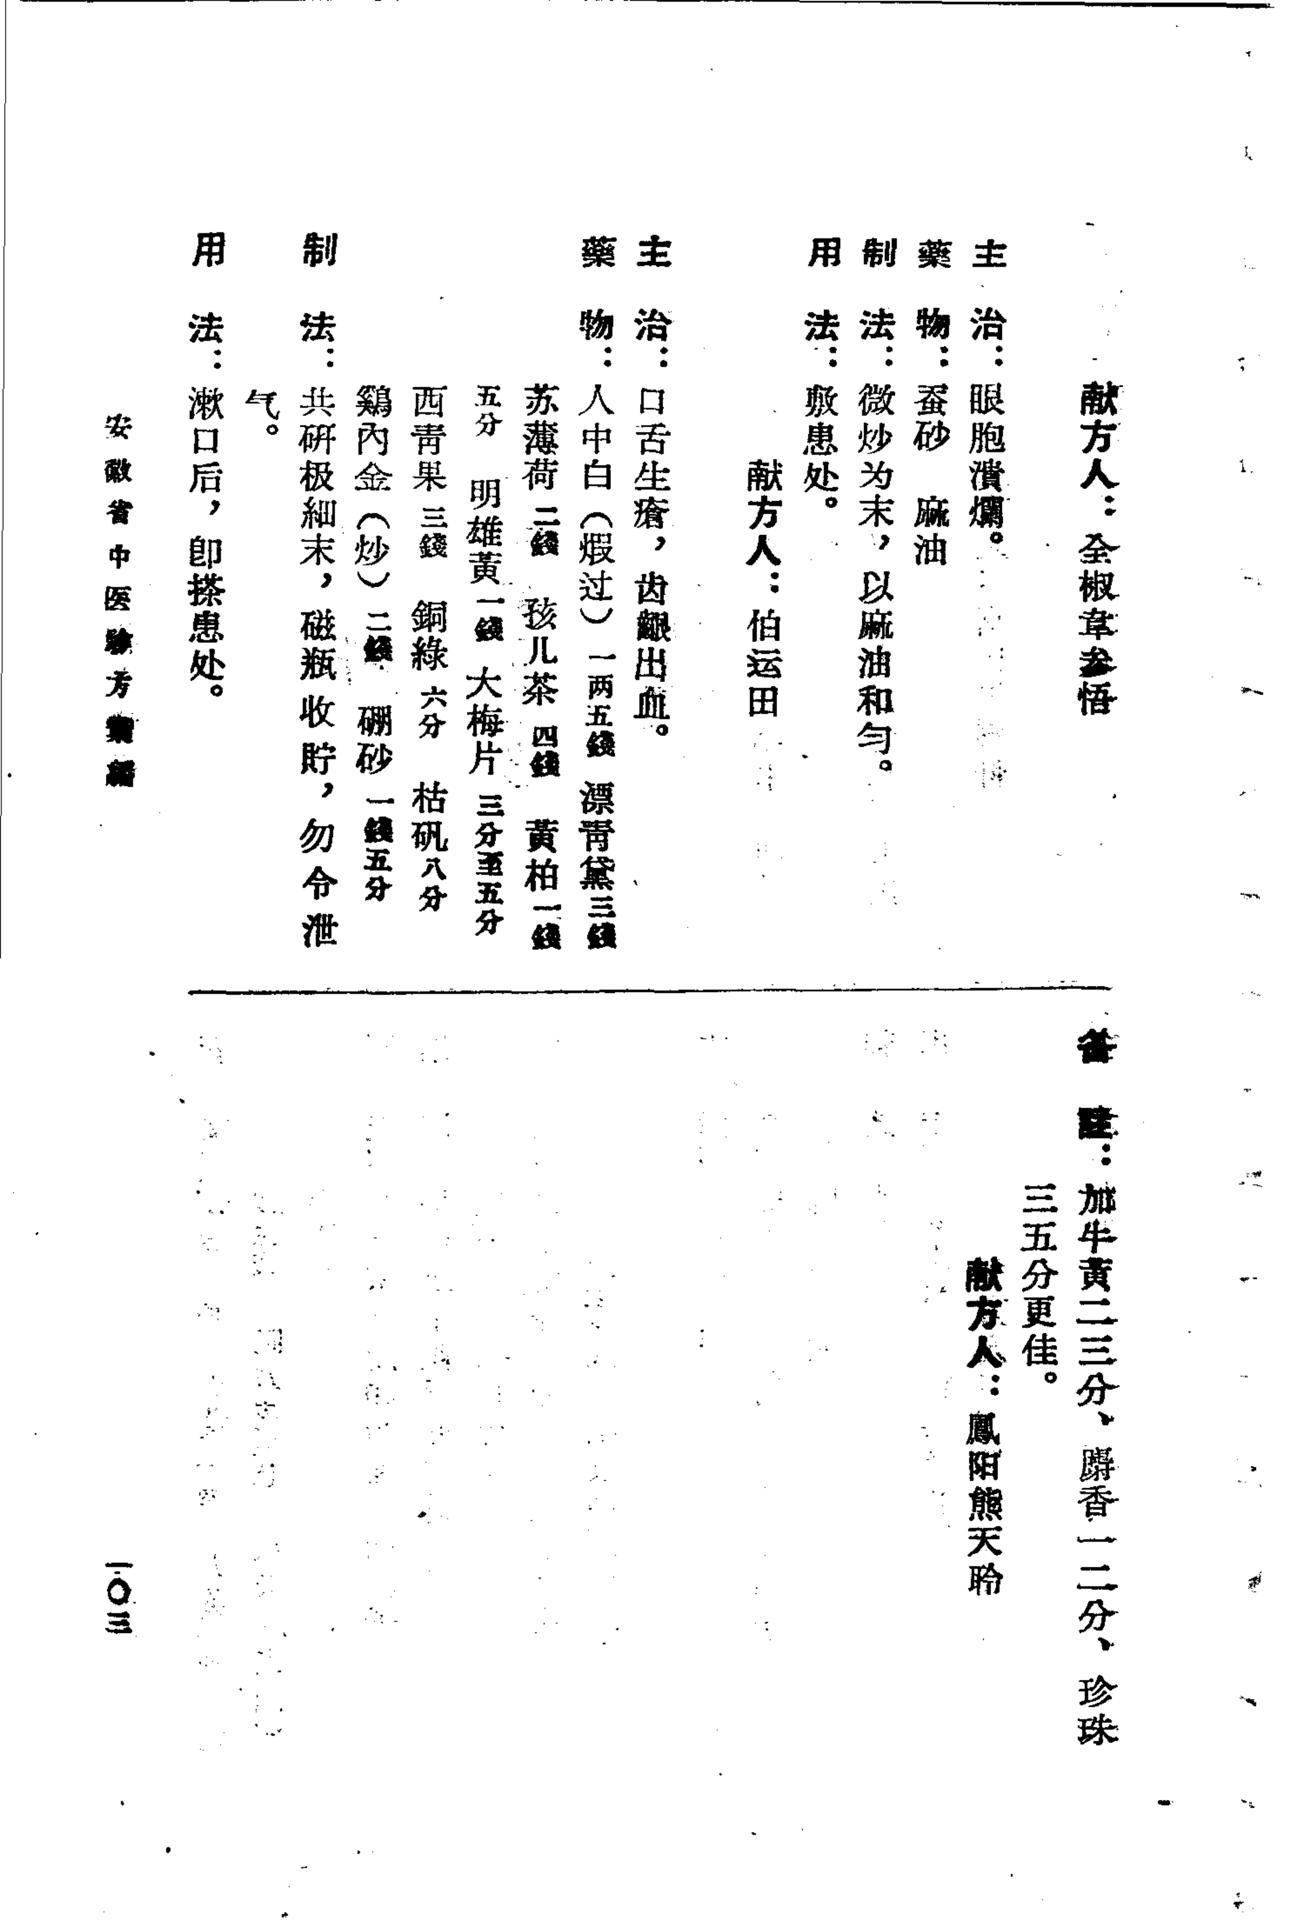 献方人：全椒章参悟
主　治：眼胞潰爛。
藥　物：蚕砂　麻油
制　法：微炒为末，以麻油和匀。
用　法：敷患处。
献方人：怕运田
主　治：口舌生瘡，齿齦出血。
藥　物：人中白（煆过）一两五錢　漂青黛三錢
苏薄荷二錢　孩儿茶四錢　黃柏一錢
五分　明雄黃一錢　大梅片三分至五分
西青果三錢　銅綠六分　枯矾八分
鷄內金（炒）二錢　硼砂一錢五分
制　法：共研极細末，磁瓶收貯，勿令泄
气。
用　法：漱口后，卽搽患处。
备　註：加牛黃二三分、麝香一二分、珍珠
三五分更佳。
献方人：鳳阳熊天聆
安徽省中医驗方彙編
一〇三